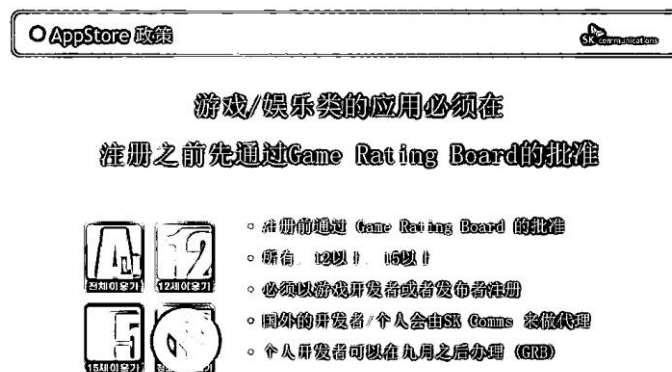 AppStore 政策
SK communications
游戏/娱乐类的应用必须在
注册之前先通过Game Rating Board的批准
注册前通过 Game Rating Board 的批准
所有 12以上 15以上
必须以游戏开发者或者发布者注册
国外的开发者/个人会由SK Comms 来做代理
个人开发者可以在九月之后办理 (GRB)
전체이용가
12세이용가
15세이용가